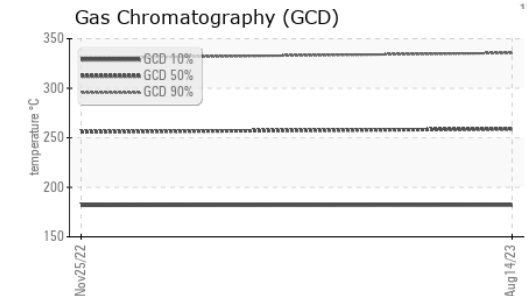 Gas Chromatography (GCD)
350
300
250
200
150
temperature °C
GCD 10%
GCD 50%
GCD 90%
Nov25/22
Aug14/23